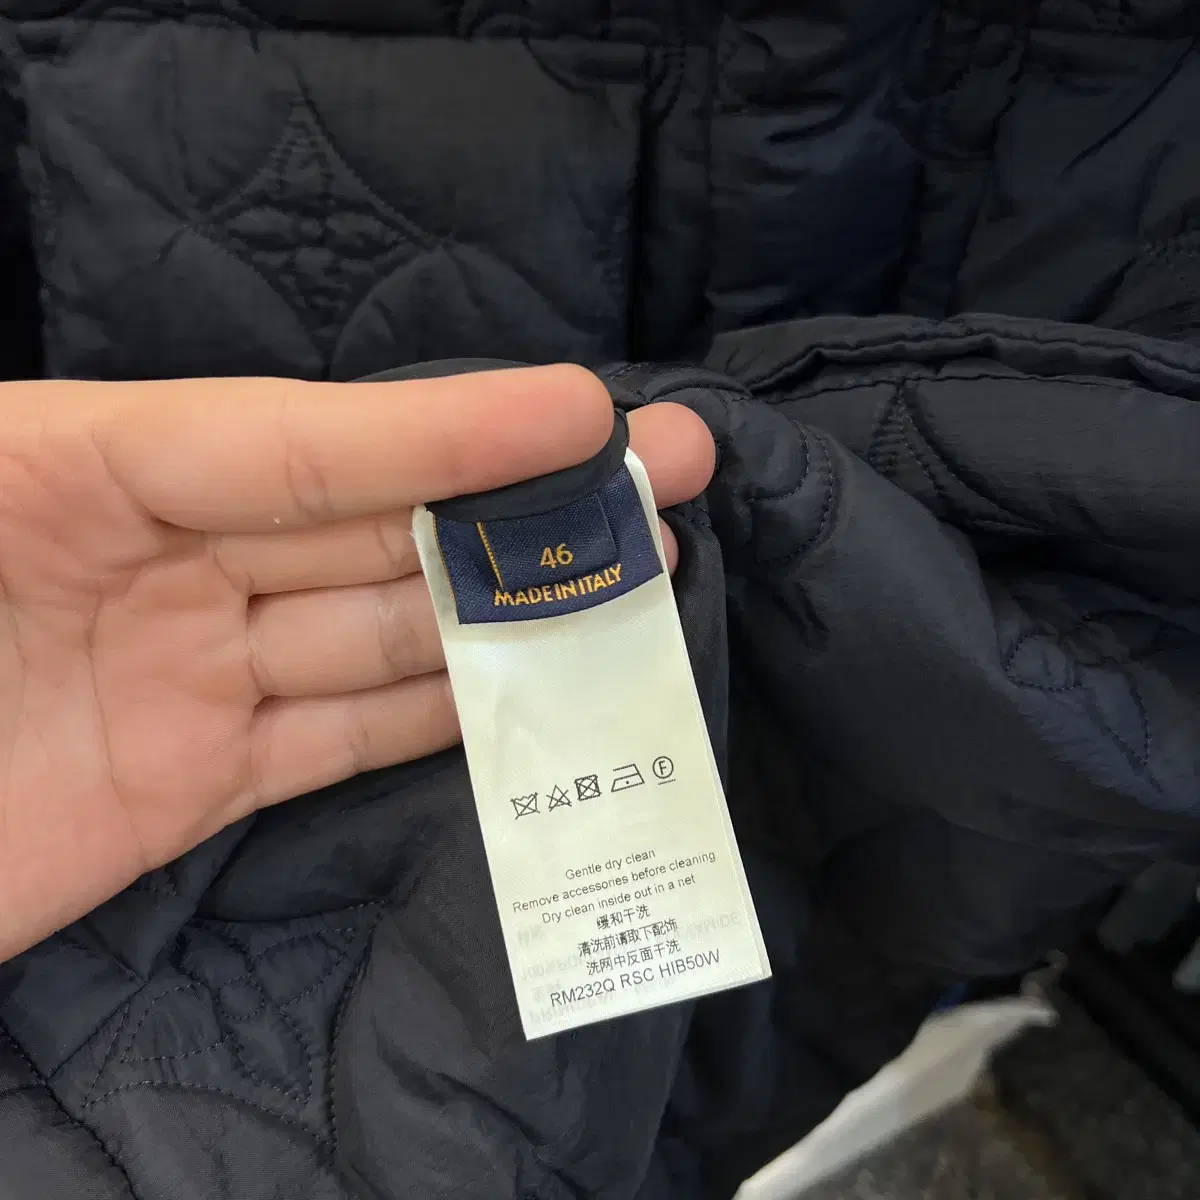 46
MADE IN ITALY
F
Gentle dry clean
Remove accessories before cleaning
Dry clean inside out in a net
缓和干洗
清洗前请取下配饰
洗网中反面干洗
RM232Q RSC HIB50W